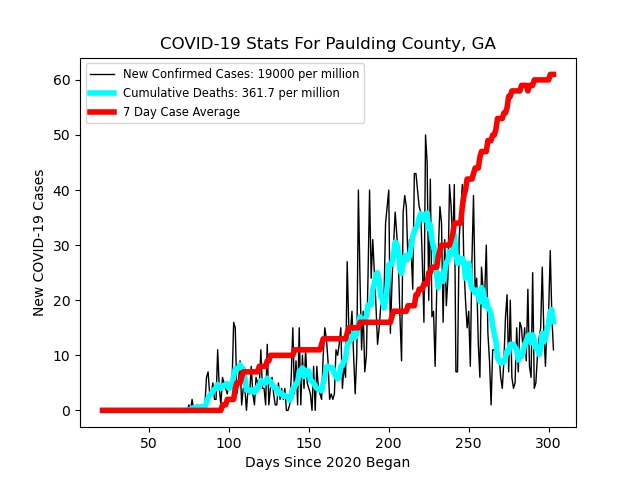 COVID-19 Stats For Paulding County, GA
New Confirmed Cases: 19000 per million
Cumulative Deaths: 361.7 per million
7 Day Case Average
New COVID-19 Cases
60
50
40
30
20
10
0
50 100 150 200 250 300
Days Since 2020 Began